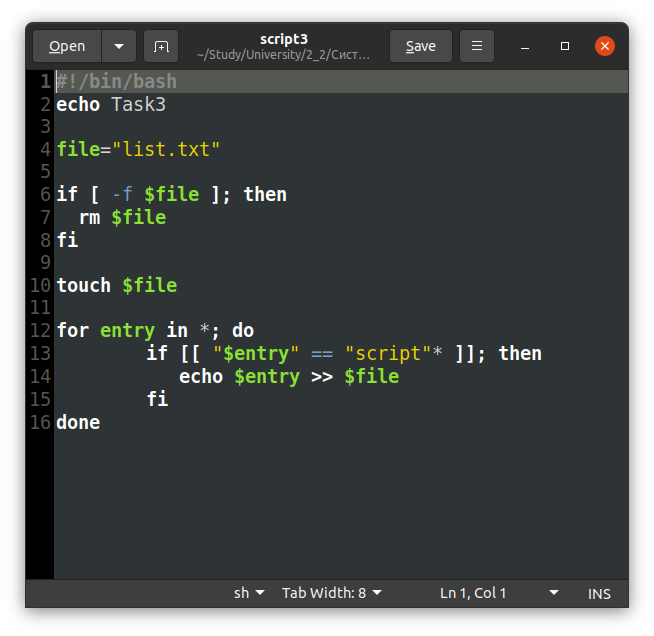 Open
script3
~/Study/University/2_2/Сист...
Save
1 #!/bin/bash
2 echo Task3
3
4 file="list.txt"
5
6 if [ -f $file ]; then
7   rm $file
8 fi
9
10 touch $file
11
12 for entry in *; do
13         if [[ "$entry" == "script"* ]]; then
14            echo $entry >> $file
15         fi
16 done
sh Tab Width: 8 Ln 1, Col 1 INS